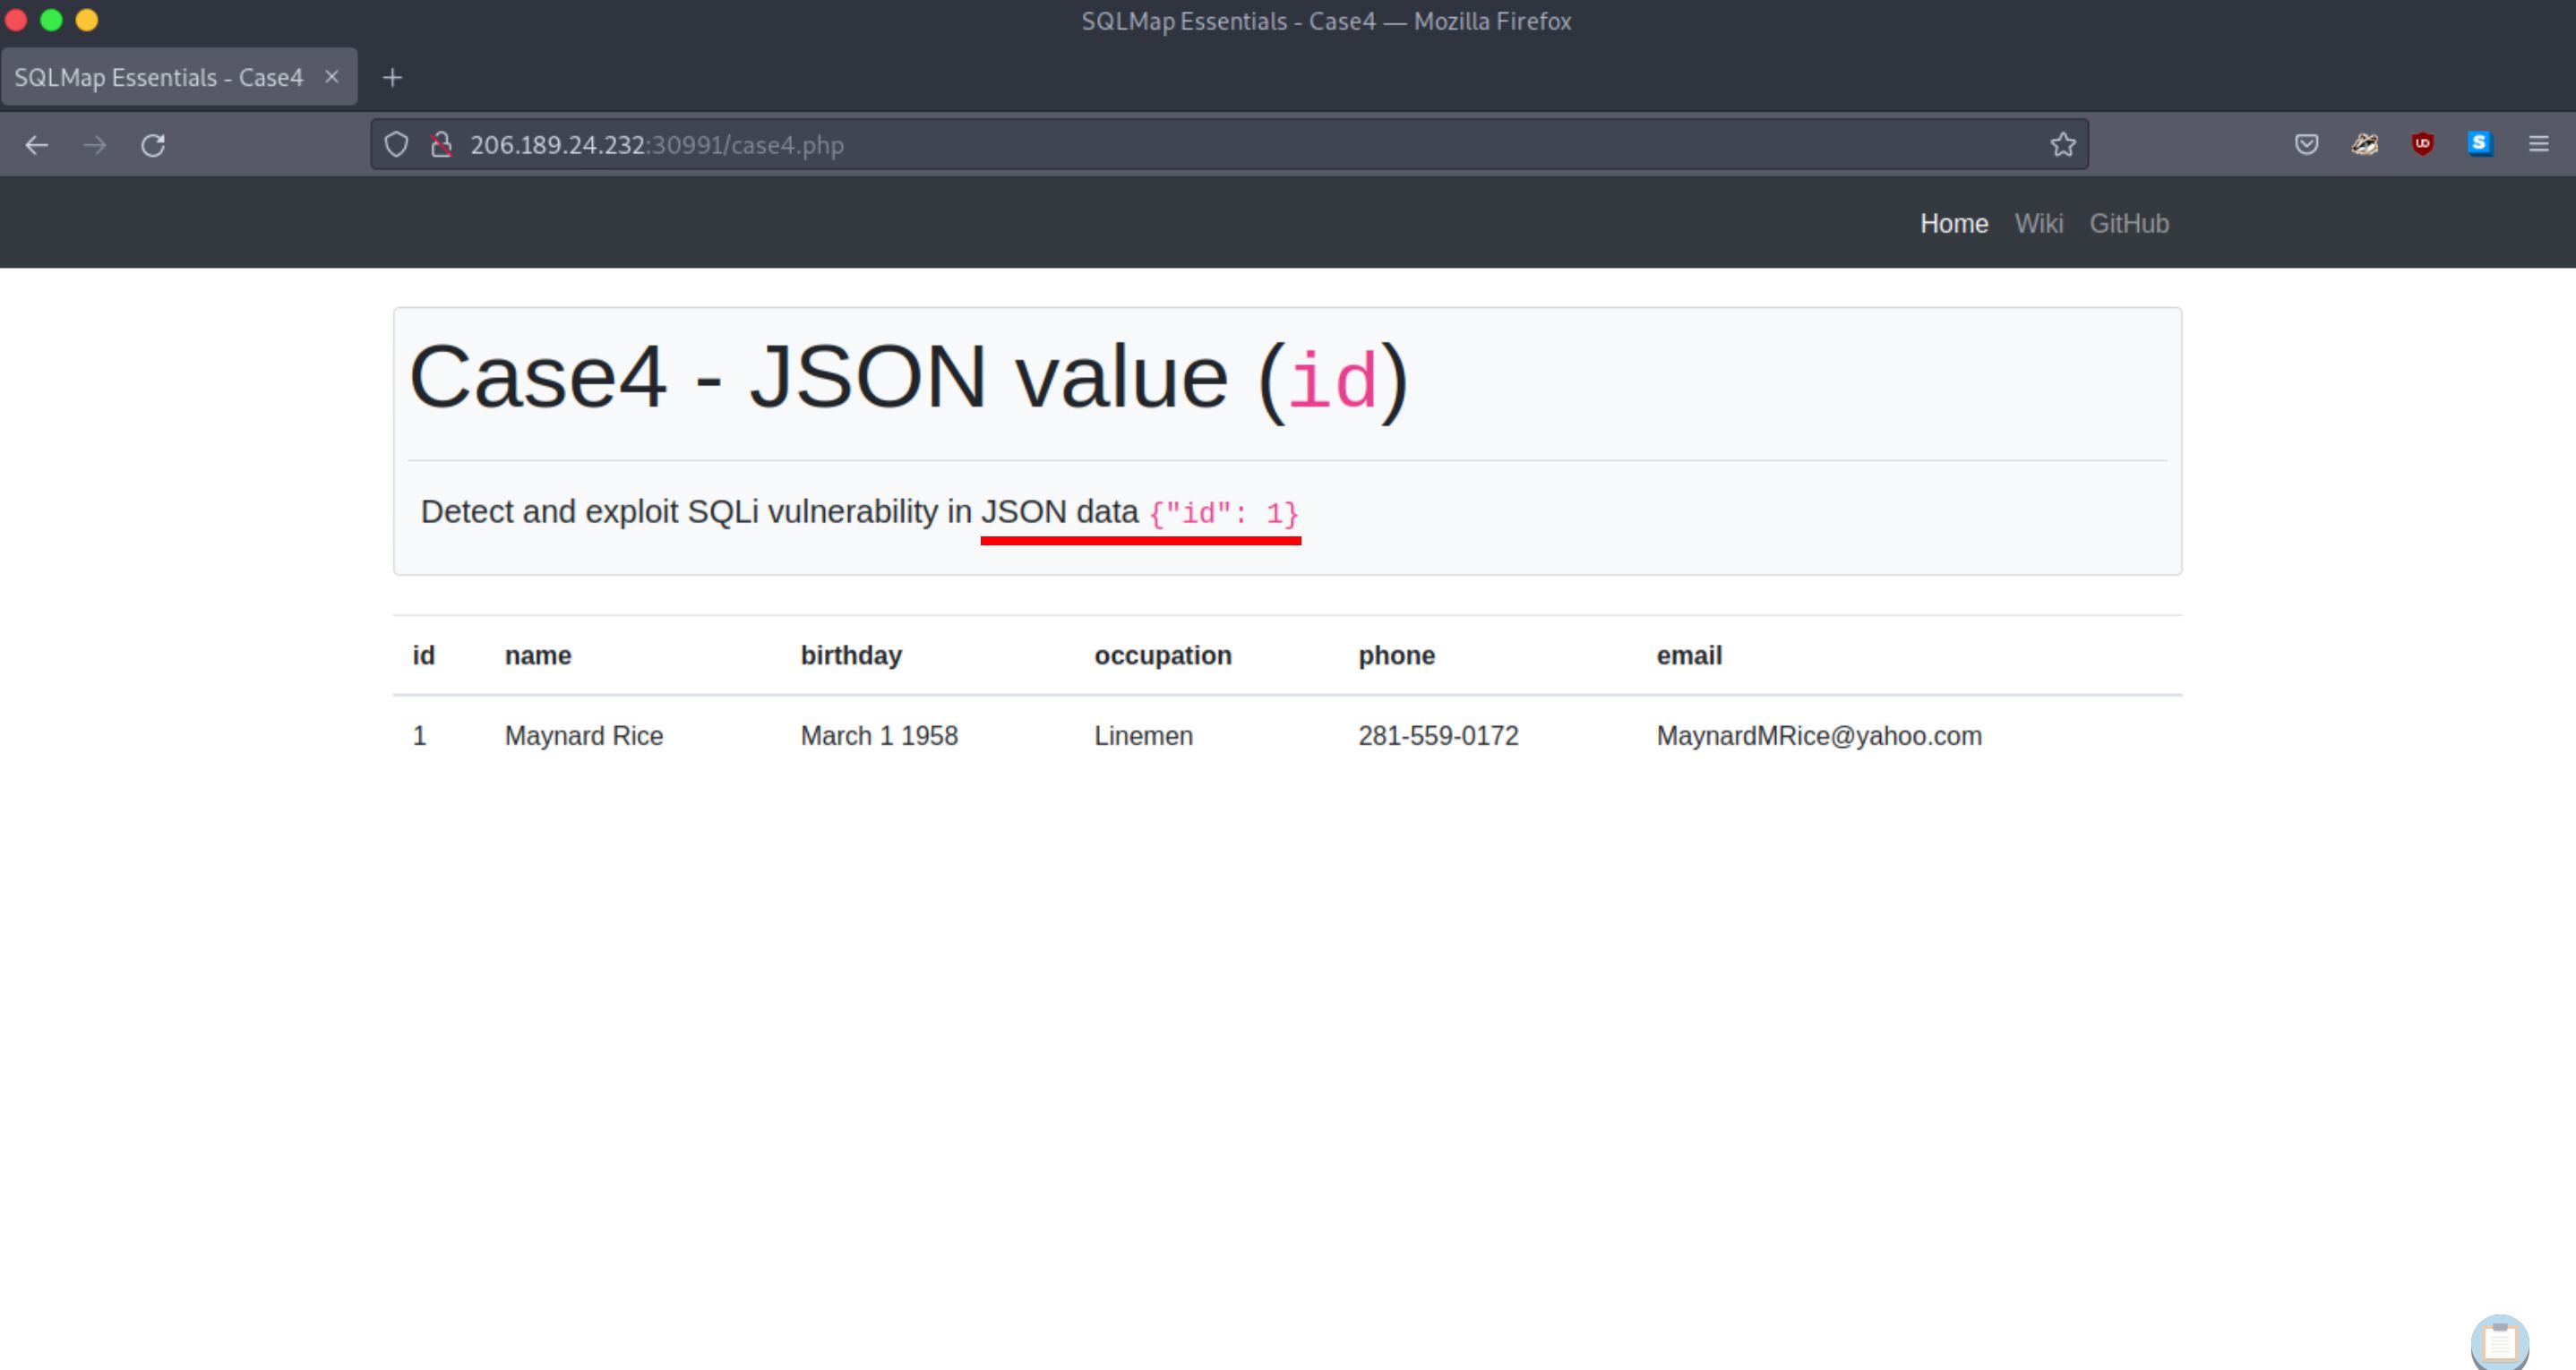 SQLMap Essentials - Case4 — Mozilla Firefox
SQLMap Essentials - Case4
206.189.24.232:30991/case4.php
Home Wiki GitHub
Case4 - JSON value (id)
Detect and exploit SQLi vulnerability in JSON data {"id": 1}
id name birthday occupation phone email
1 Maynard Rice March 1 1958 Linemen 281-559-0172 MaynardMRice@yahoo.com